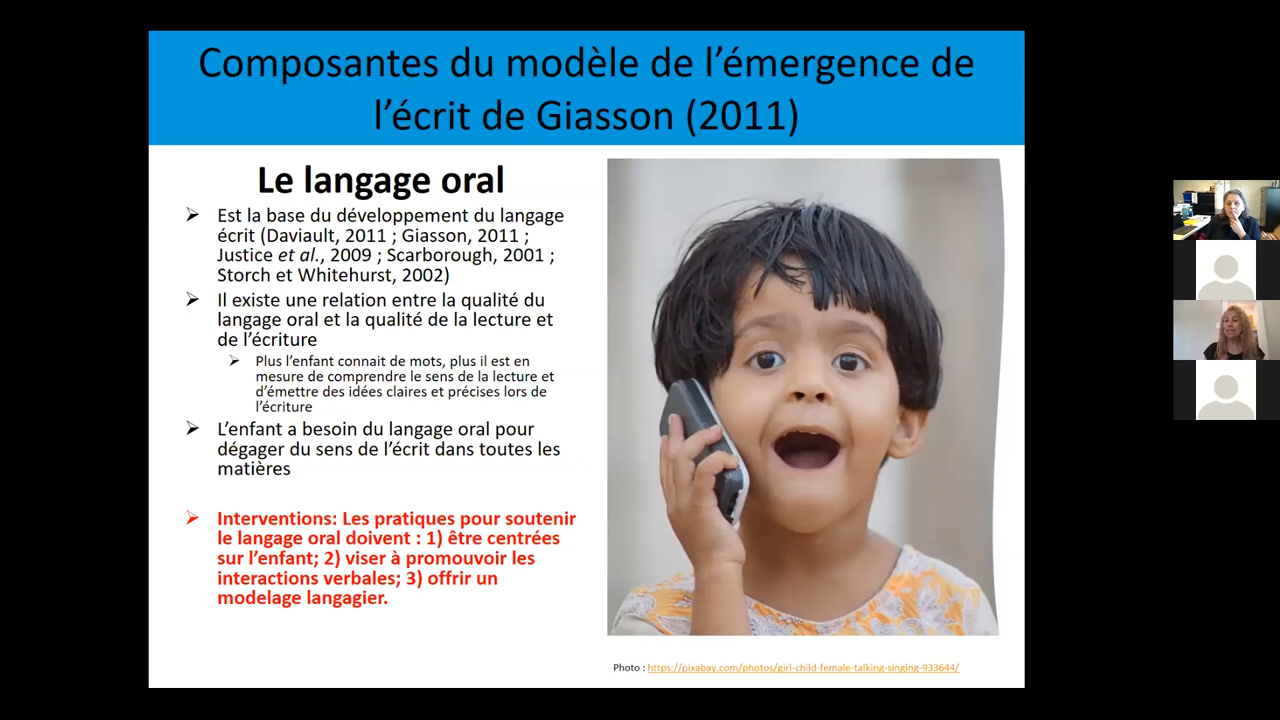 Composantes du modèle de l’émergence de
l’écrit de Giasson (2011)
Le langage oral
➢ Est la base du développement du langage
écrit (Daviault, 2011 ; Giasson, 2011 ;
Justice et al., 2009 ; Scarborough, 2001 ;
Storch et Whitehurst, 2002)
➢ Il existe une relation entre la qualité du
langage oral et la qualité de la lecture et
de l’écriture
➢ Plus l’enfant connait de mots, plus il est en
mesure de comprendre le sens de la lecture et
d’émettre des idées claires et précises lors de
l’écriture
➢ L’enfant a besoin du langage oral pour
dégager du sens de l’écrit dans toutes les
matières
➢ Interventions: Les pratiques pour soutenir
le langage oral doivent : 1) être centrées
sur l’enfant; 2) viser à promouvoir les
interactions verbales; 3) offrir un
modelage langagier.
Photo : https://pixabay.com/photos/girl-child-female-talking-singing-933644/